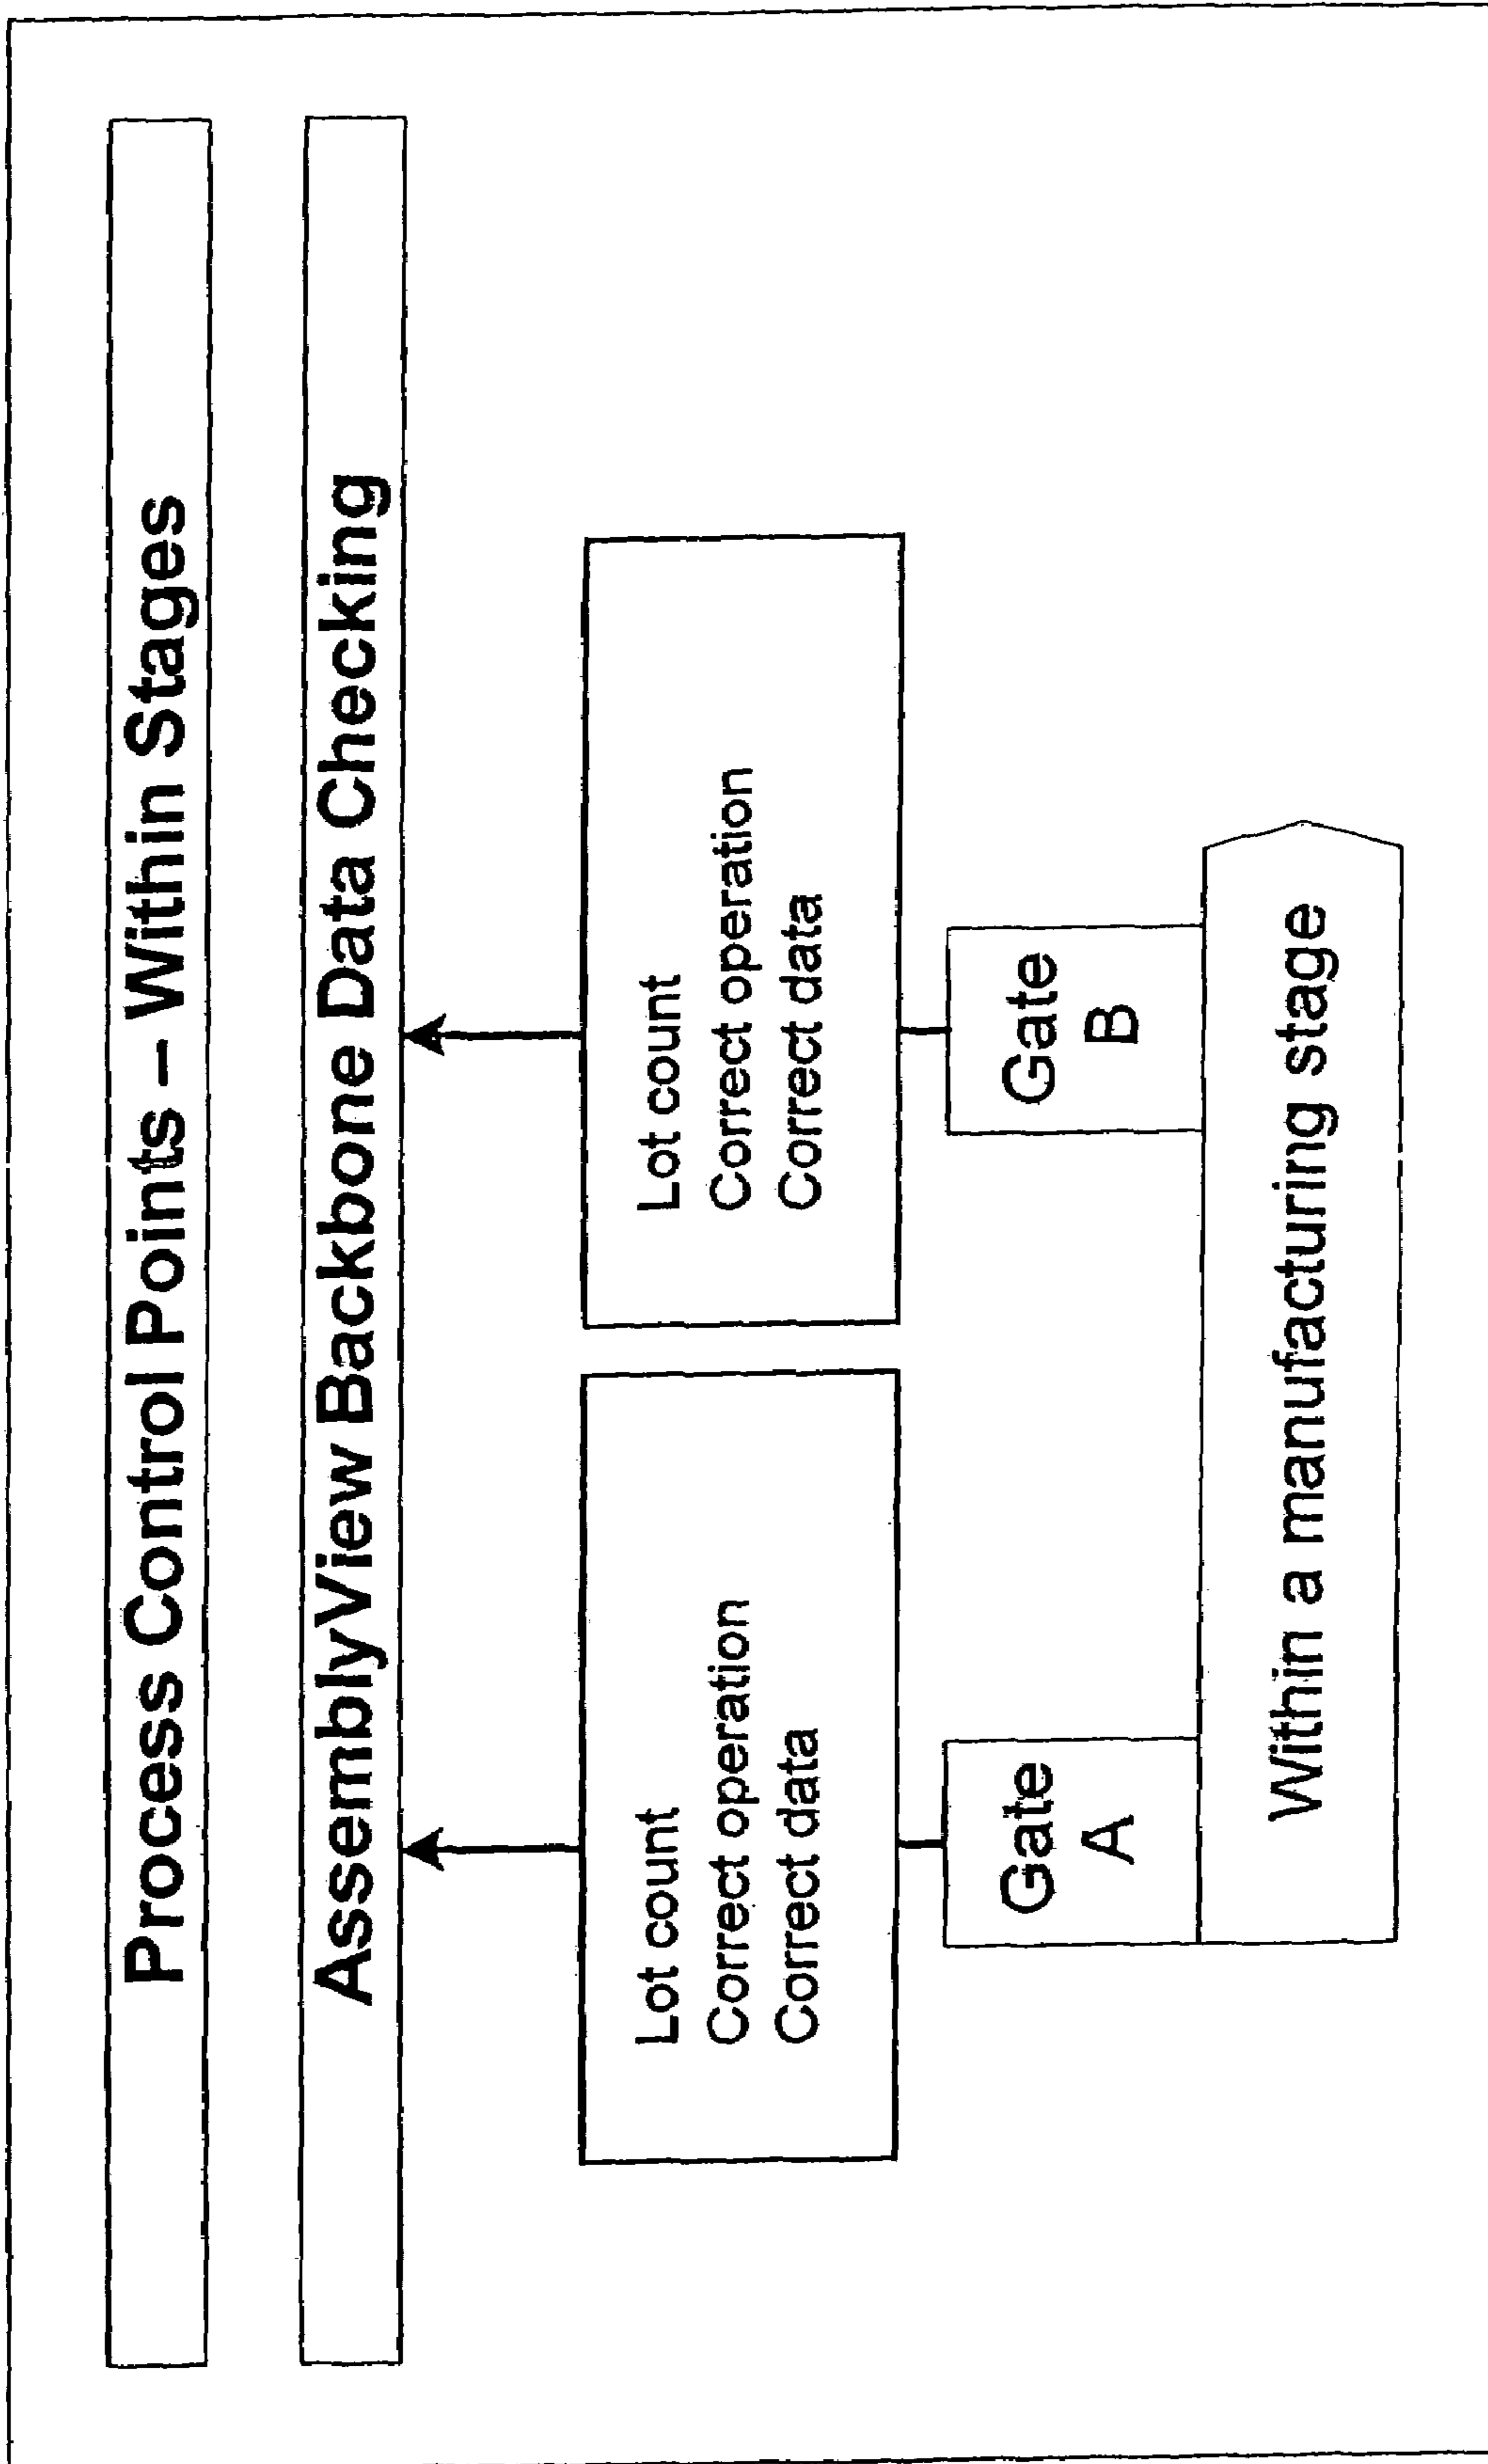 Process Control Points – Within Stages
AssemblyView Backbone Data Checking
Lot count
Correct operation
Correct data
Lot count
Correct operation
Correct data
Gate
A
Gate
B
Within a manufacturing stage